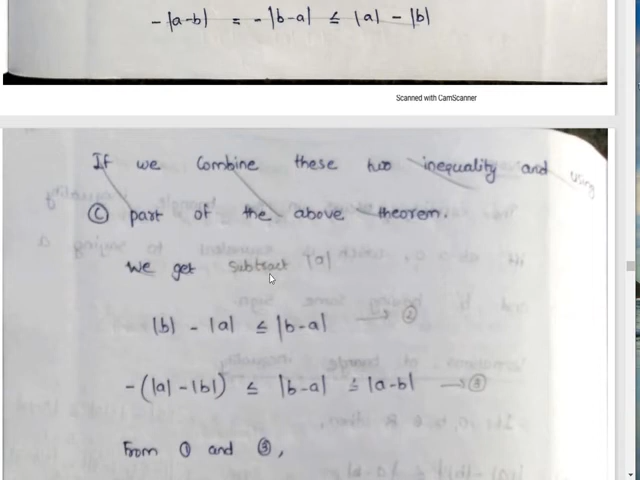 -|a-b| = -|b-a| ≤ |a| - |b|
Scanned with CamScanner
If we combine these two inequality and using
Ⓒ part of the above theorem.
We get subtract |a|
|b| - |a| ≤ |b-a| → ②
-(|a| - |b|) ≤ |b-a| ≤ |a-b| → ③
From ① and ③,